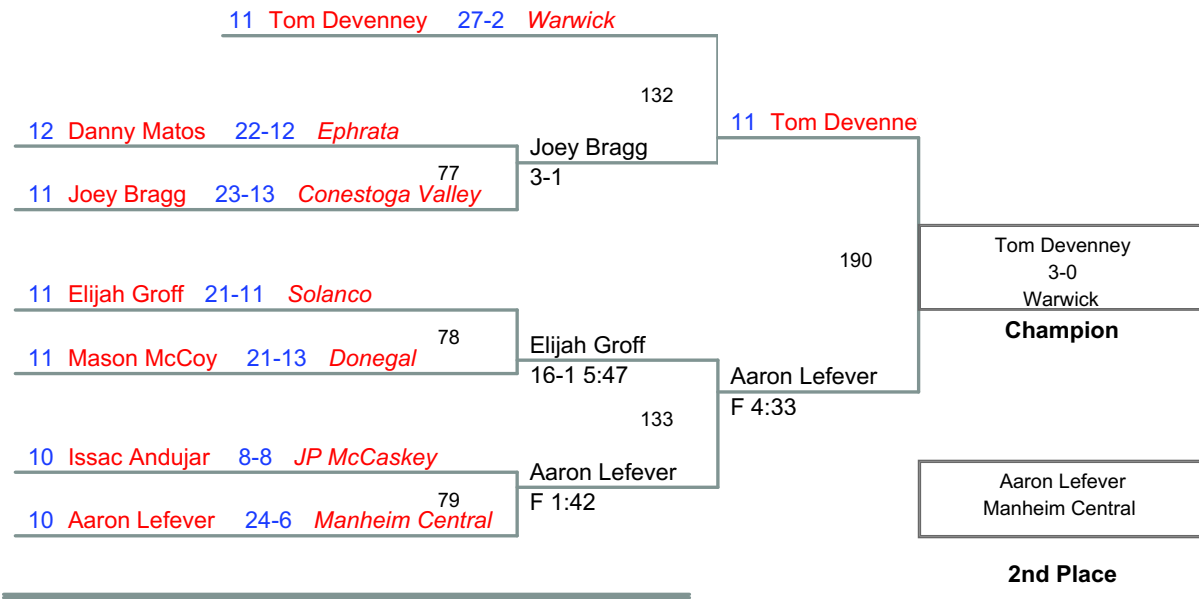 11 Tom Devenney 27-2 Warwick
132
12 Danny Matos 22-12 Ephrata
11 Tom Devenne
Joey Bragg
77
3-1
11 Joey Bragg 23-13 Conestoga Valley
Tom Devenney
190
3-0
11 Elijah Groff 21-11 Solanco
Warwick
Champion
78
Elijah Groff
11 Mason McCoy 21-13 Donegal
16-1 5:47
Aaron Lefever
F 4:33
133
10 Issac Andujar 8-8 JP McCaskey
Aaron Lefever
Aaron Lefever
79
F 1:42
Manheim Central
10 Aaron Lefever 24-6 Manheim Central
2nd Place